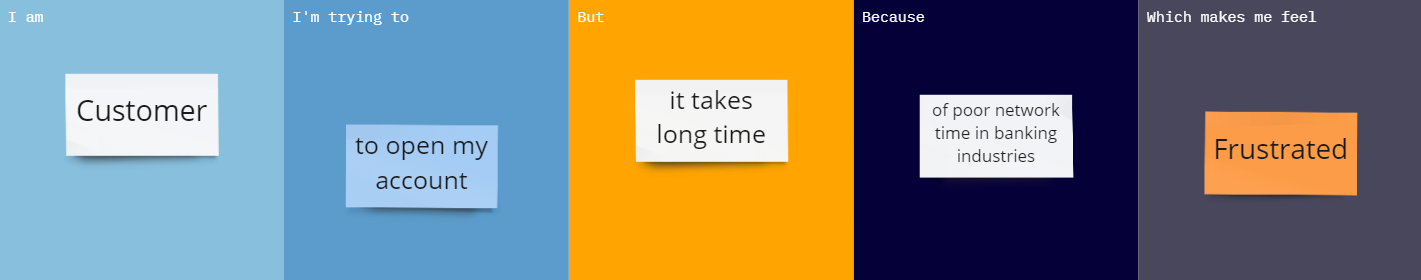 I am
Customer
I'm trying to
to open my
account
But
it takes
long time
Because
of poor network
time in banking
industries
Which makes me feel
Frustrated